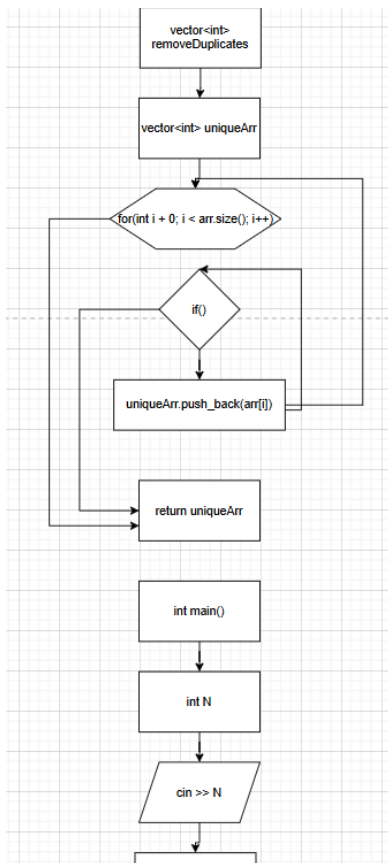 vector<int>
removeDuplicates
vector<int> uniqueArr
for(int i + 0; i < arr.size(); i++)
if()
uniqueArr.push_back(arr[i])
return uniqueArr
int main()
int N
cin >> N